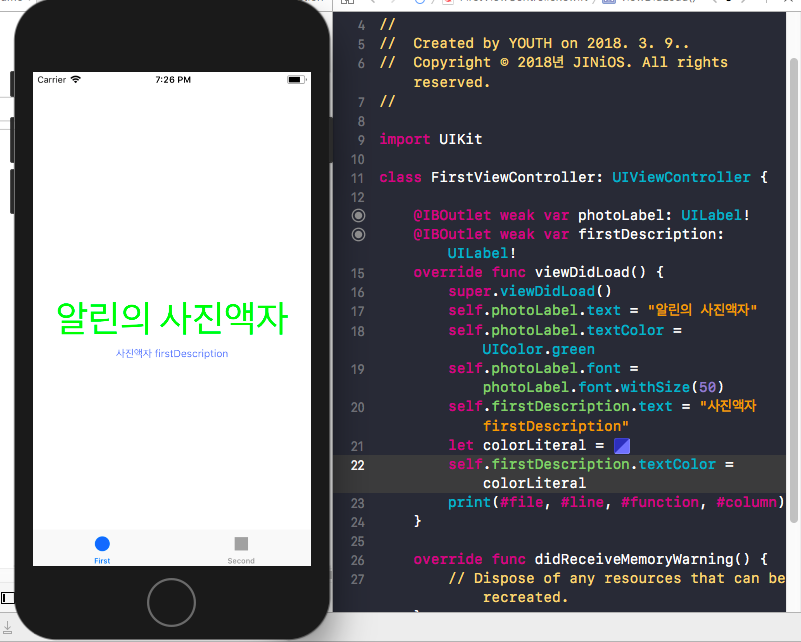 Carrier
7:26 PM
알린의 사진액자
사진액자 firstDescription
First
Second
4 //
5 // Created by YOUTH on 2018. 3. 9..
6 // Copyright © 2018년 JINiOS. All rights
reserved.
7 //
8
9 import UIKit
10
11 class FirstViewController: UIViewController {
12
@IBOutlet weak var photoLabel: UILabel!
@IBOutlet weak var firstDescription:
UILabel!
15 override func viewDidLoad() {
16 super.viewDidLoad()
17 self.photoLabel.text = "알린의 사진액자"
18 self.photoLabel.textColor =
UIColor.green
19 self.photoLabel.font =
photoLabel.font.withSize(50)
20 self.firstDescription.text = "사진액자
firstDescription"
21 let colorLiteral =
22 self.firstDescription.textColor =
colorLiteral
23 print(#file, #line, #function, #column)
24 }
25
26 override func didReceiveMemoryWarning() {
27 // Dispose of any resources that can be
recreated.